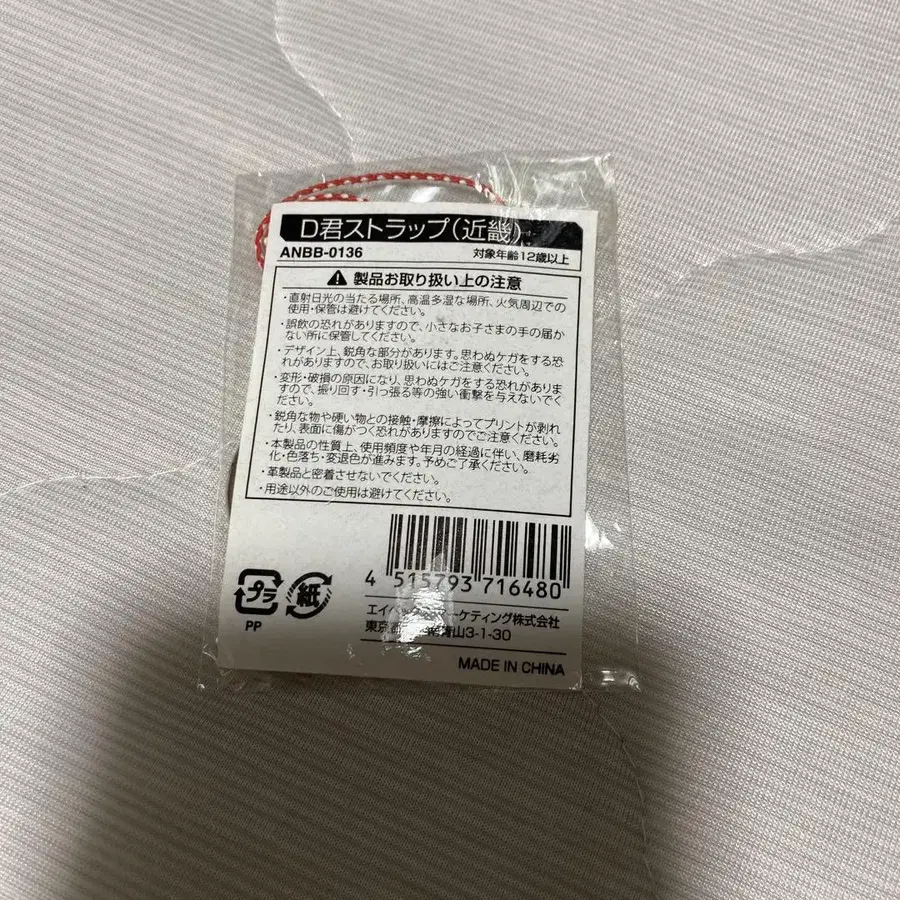 D君ストラップ(近畿)
ANBB-0136 対象年齢12歳以上
製品お取り扱い上の注意
・直射日光の当たる場所、高温多湿な場所、火気周辺での
使用・保管は避けてください。
・誤飲の恐れがありますので、小さなお子さまの手の届か
ない所に保管してください。
・デザイン上、鋭角な部分があります。思わぬケガをする恐
れがありますので、お取り扱いにはご注意ください。
・変形・破損の原因になり、思わぬケガをする恐れがありま
すので、振り回す・引っ張る等の強い衝撃を与えないでく
ださい。
・鋭角な物や硬い物との接触・摩擦によってプリントが剥れ
たり、表面に傷がつく恐れがありますのでご注意ください。
・本製品の性質上、使用頻度や年月の経過に伴い、磨耗劣
化・色落ち・変退色が進みます。予めご了承ください。
・革製品と密着させないでください。
・用途以外のご使用は避けてください。
4 515793 716480
プラ 紙
PP
エイベ ーケティング株式会社
東京 南青山3-1-30
MADE IN CHINA